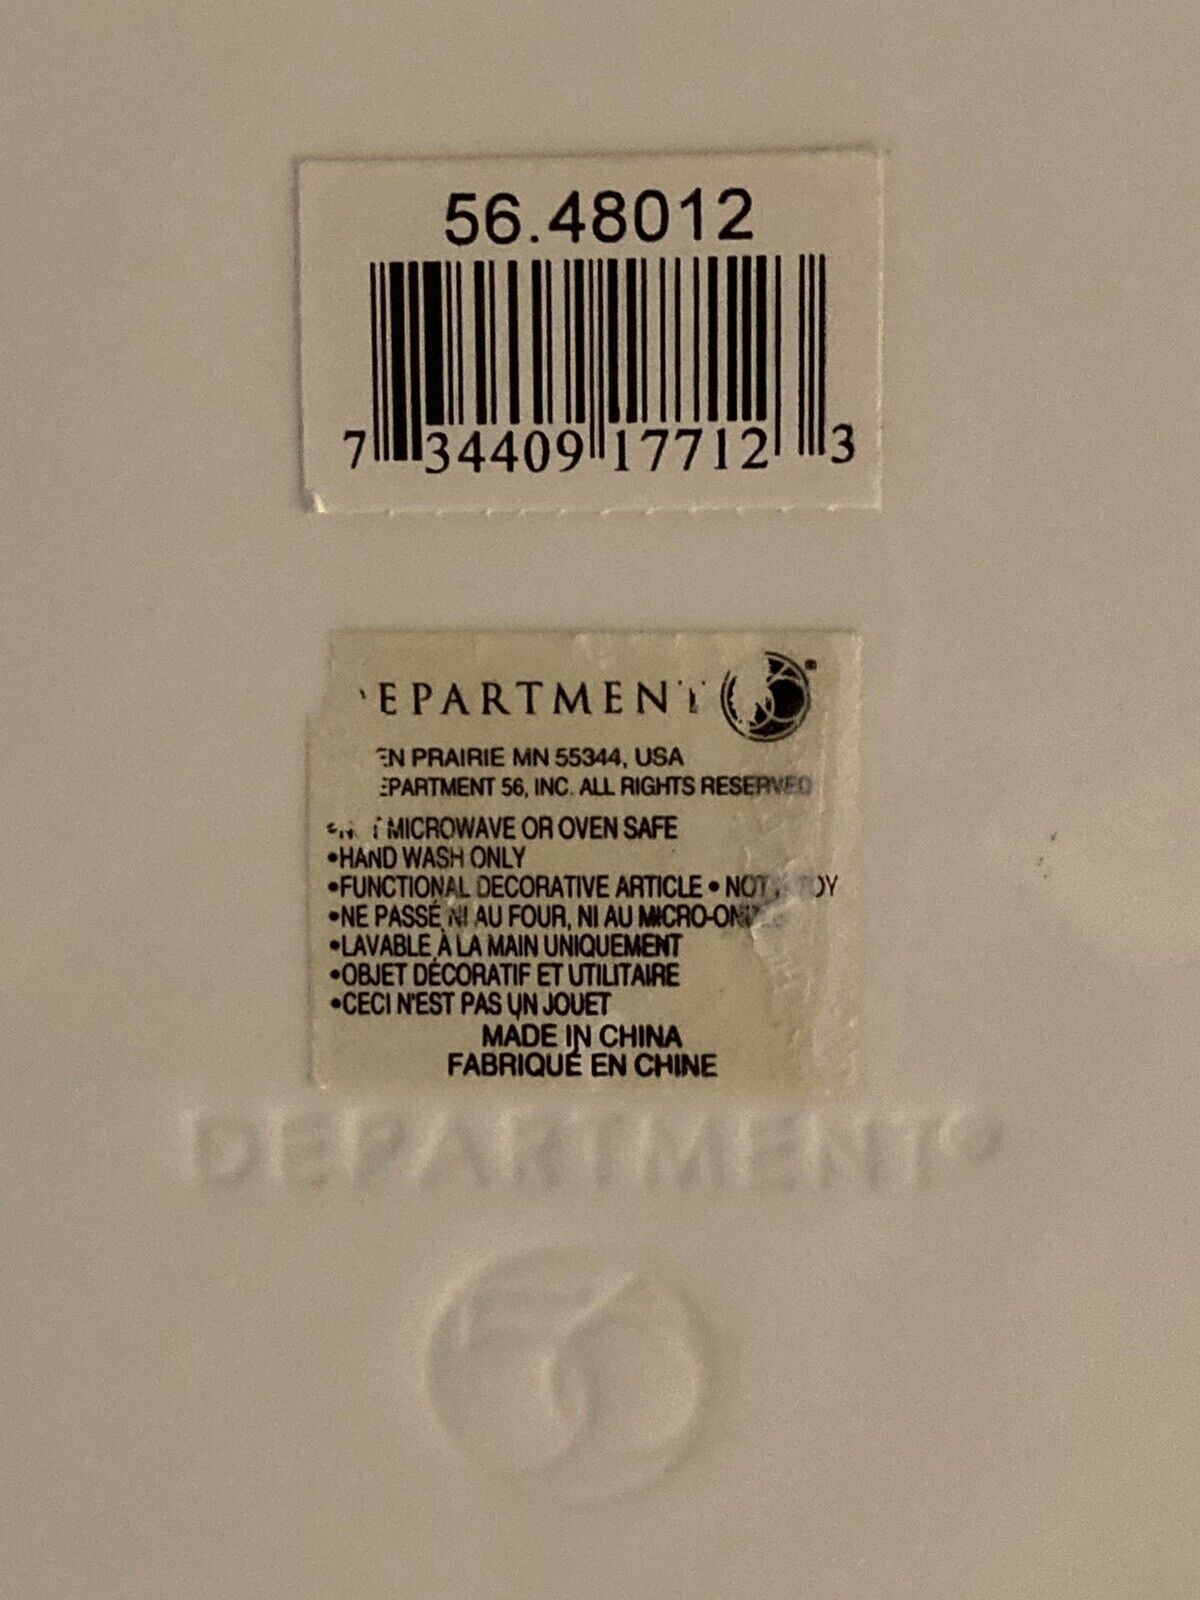 56.48012
7 34409 17712 3
EPARTMENT
EN PRAIRIE MN 55344, USA
EPARTMENT 56, INC. ALL RIGHTS RESERVED
MICROWAVE OR OVEN SAFE
•HAND WASH ONLY
•FUNCTIONAL DECORATIVE ARTICLE • NOT
•NE PASSÉ NI AU FOUR, NI AU MICRO-ON
•LAVABLE À LA MAIN UNIQUEMENT
•OBJET DÉCORATIF ET UTILITAIRE
•CECI N'EST PAS UN JOUET
MADE IN CHINA
FABRIQUÉ EN CHINE
DEPARTMENT
56